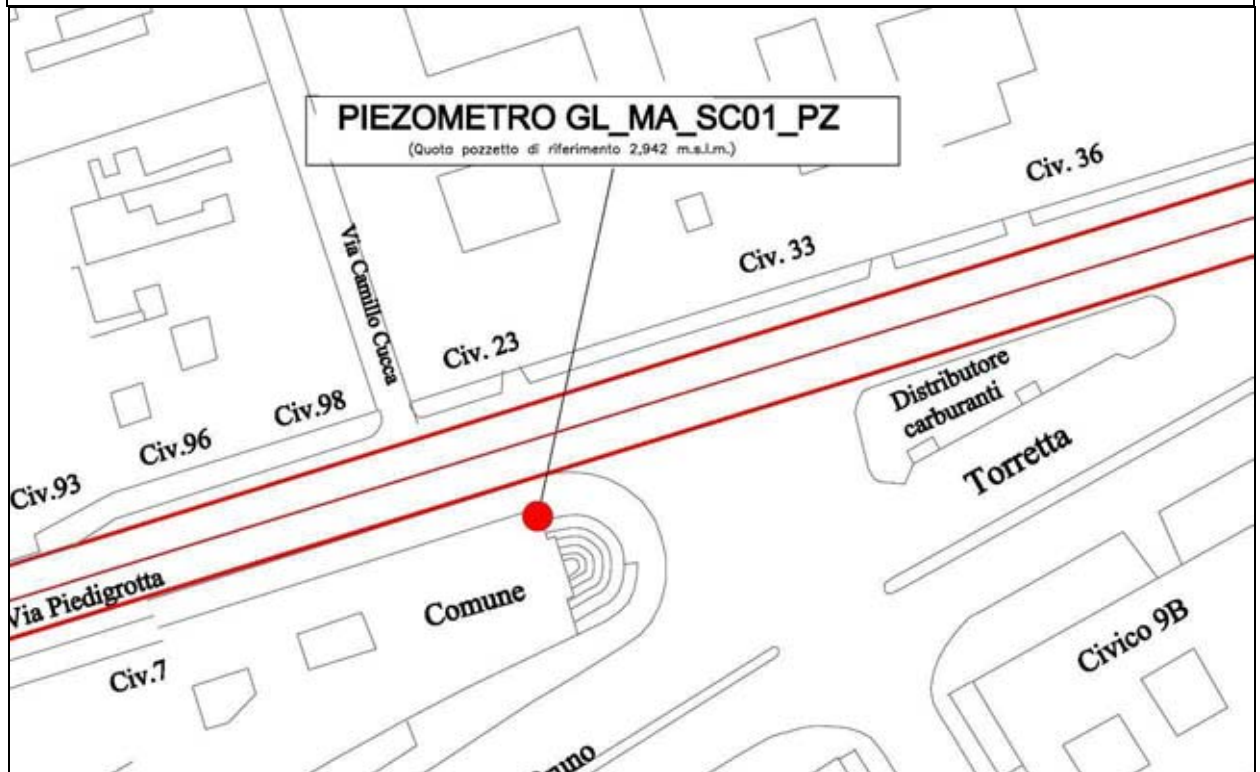 PIEZOMETRO GL_MA_SC01_PZ
(Quota pozzetto di riferimento 2,942 m.s.l.m.)
Civ. 36
Via Camillo Cucca
Civ. 33
Civ. 23
Distributore
carburanti
Civ.98
Civ.96
Torretta
Civ.93
Via Piedigrotta
Comune
Civico 9B
Civ.7